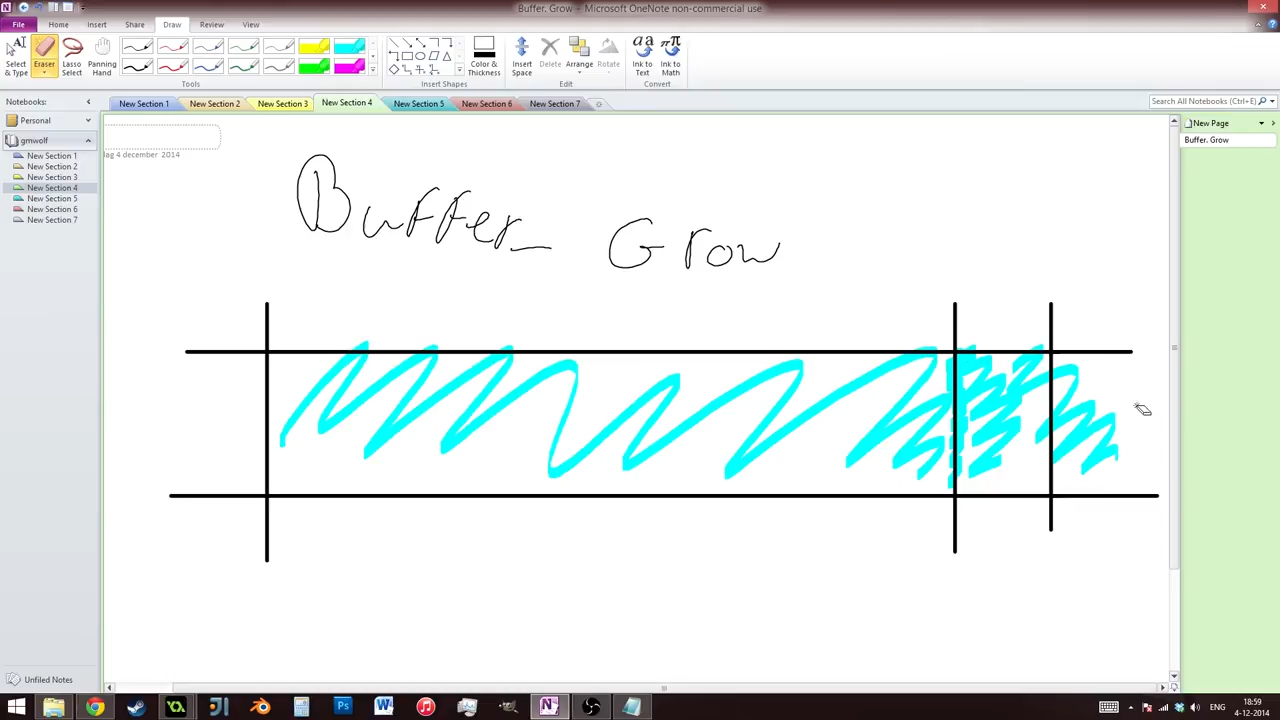 Buffer. Grow - Microsoft OneNote non-commercial use
File Home Insert Share Draw Review View
Select & Type
Eraser
Lasso Select
Panning Hand
Color & Thickness
Insert Space
Delete
Arrange
Rotate
Ink to Text
Ink to Math
Tools Insert Shapes Edit Convert
Notebooks:
New Section 1 New Section 2 New Section 3 New Section 4 New Section 5 New Section 6 New Section 7
Search All Notebooks (Ctrl+E)
Personal
gmwolf
New Section 1
New Section 2
New Section 3
New Section 4
New Section 5
New Section 6
New Section 7
Unfiled Notes
lag 4 december 2014
Buffer_ Grow
New Page
Buffer. Grow
ENG
18:59
4-12-2014